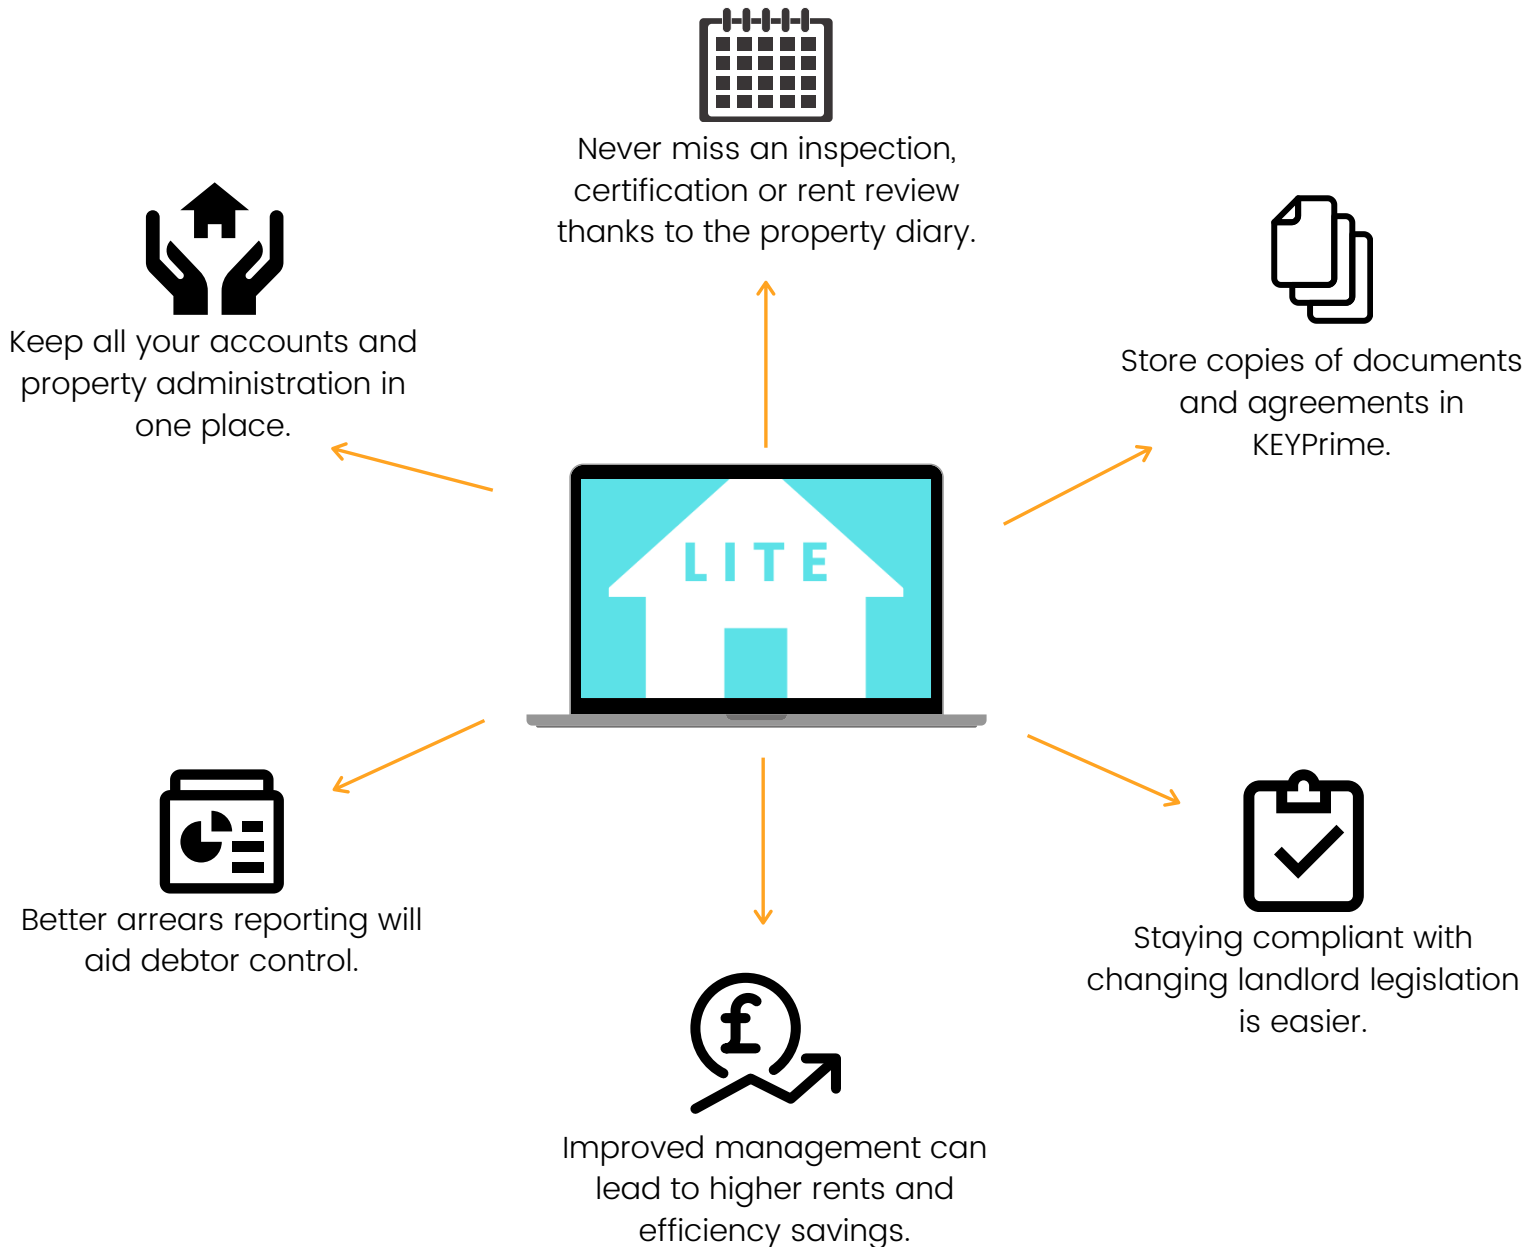 Never miss an inspection,
certification or rent review
thanks to the property diary.
Keep all your accounts and
property administration in
one place.
Store copies of documents
and agreements in
KEYPrime.
LITE
Better arrears reporting will
aid debtor control.
Staying compliant with
changing landlord legislation
is easier.
£
Improved management can
lead to higher rents and
efficiency savings.